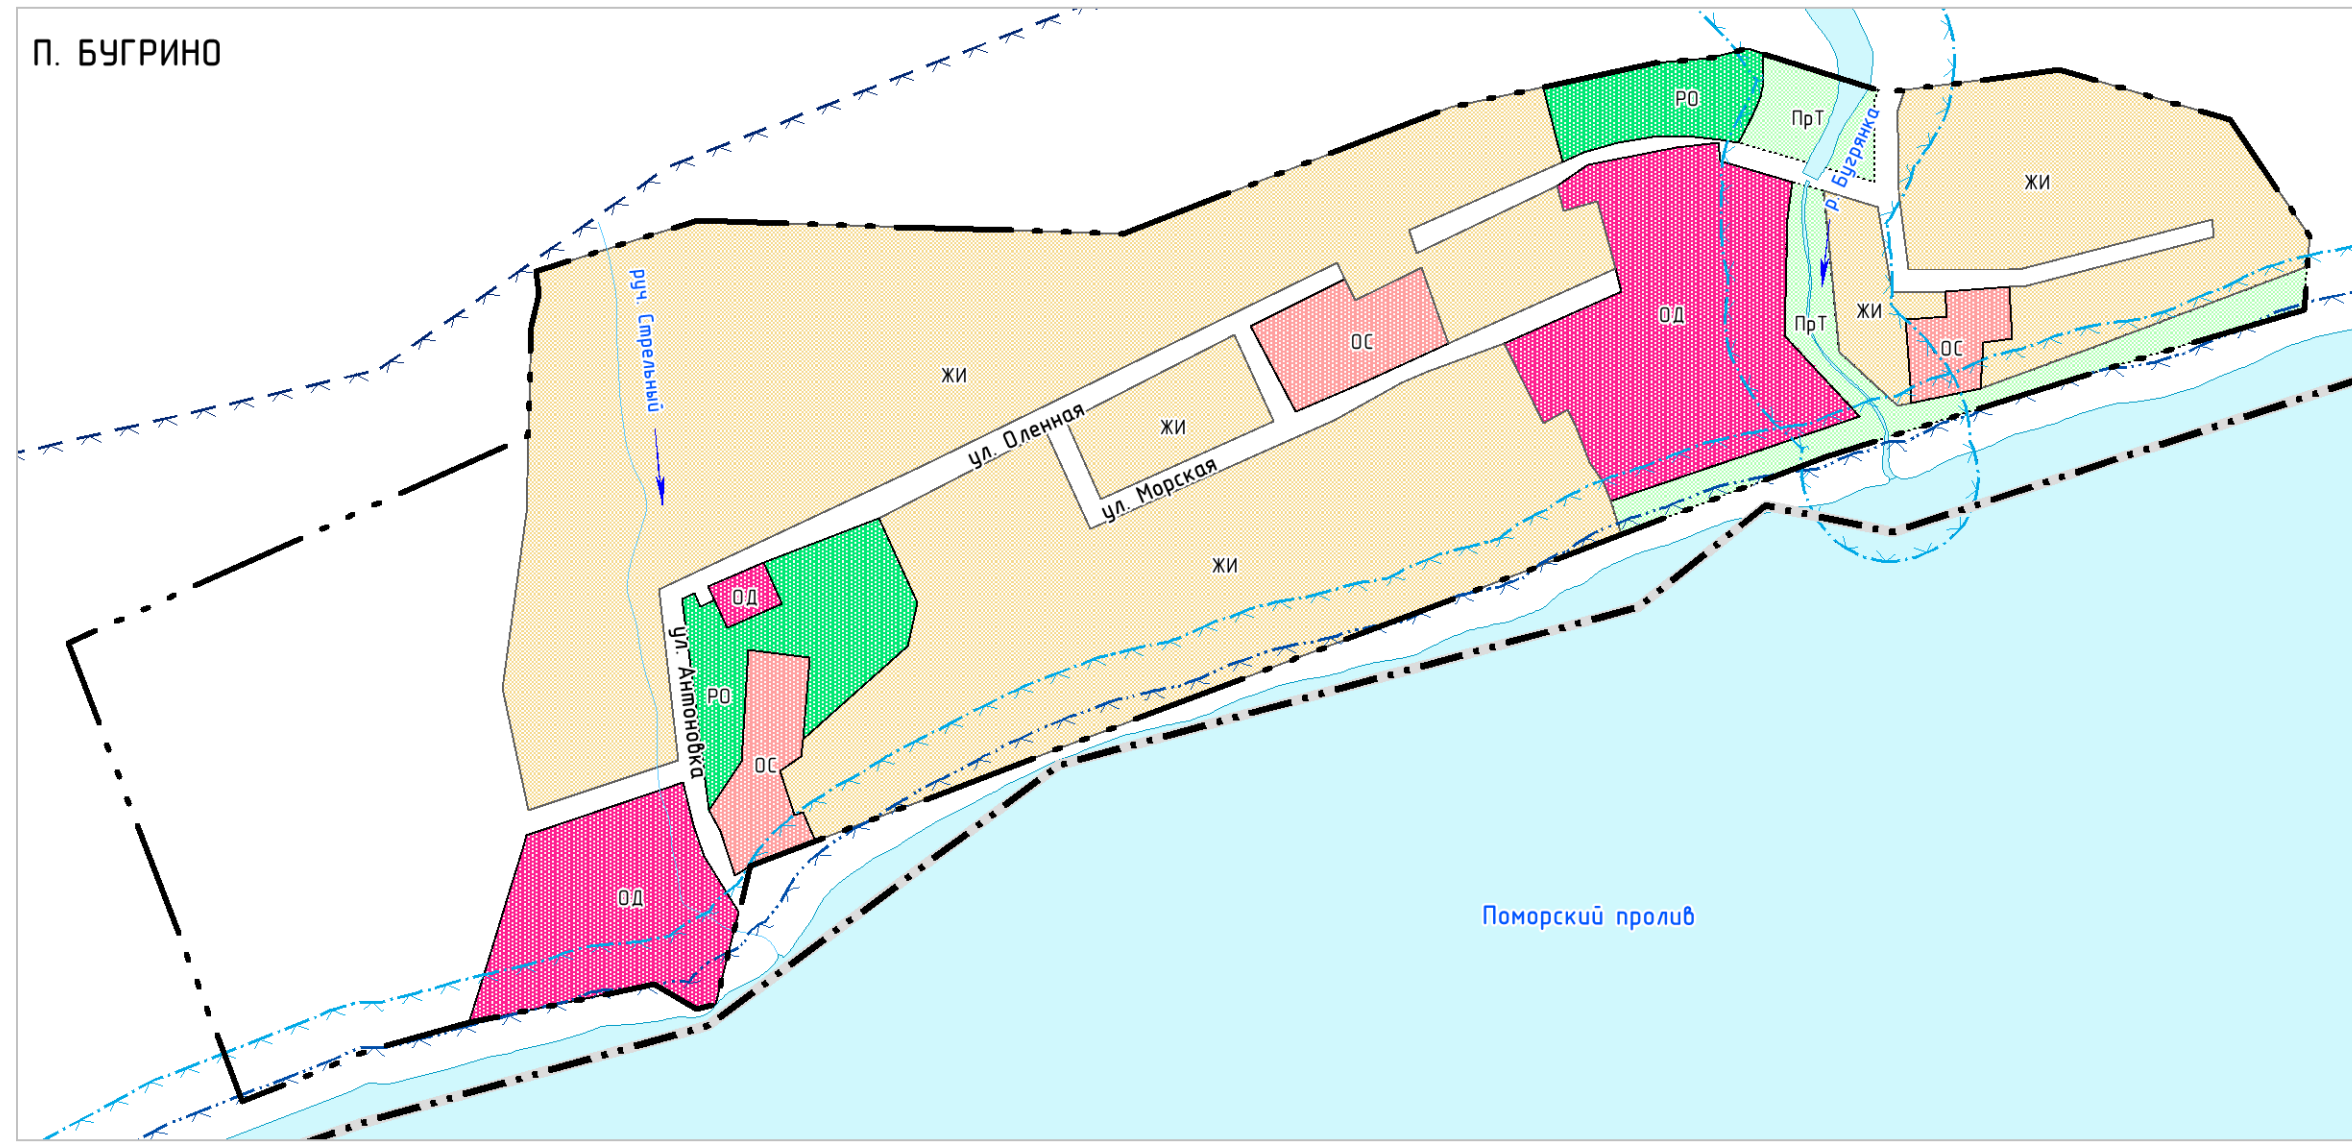 П. БУГРИНО
РО
ПрТ
р. Бугрянка
ЖИ
руч. Стрельный
ЖИ
ОС
ОД
ПрТ
ЖИ
ОС
ул. Оленная
ЖИ
ул. Морская
ЖИ
ОД
ул. Антоновка
РО
ОС
ОД
Поморский пролив